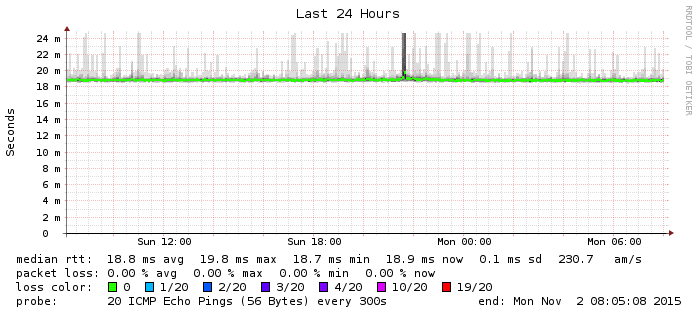 Last 24 Hours
RRDTOOL / TOBI OETIKER
Seconds
24 m
22 m
20 m
18 m
16 m
14 m
12 m
10 m
8 m
6 m
4 m
2 m
0
Sun 12:00 Sun 18:00 Mon 00:00 Mon 06:00
median rtt: 18.8 ms avg 19.8 ms max 18.7 ms min 18.9 ms now 0.1 ms sd 230.7 am/s
packet loss: 0.00 % avg 0.00 % max 0.00 % min 0.00 % now
loss color: 0 1/20 2/20 3/20 4/20 10/20 19/20
probe: 20 ICMP Echo Pings (56 Bytes) every 300s end: Mon Nov 2 08:05:08 2015